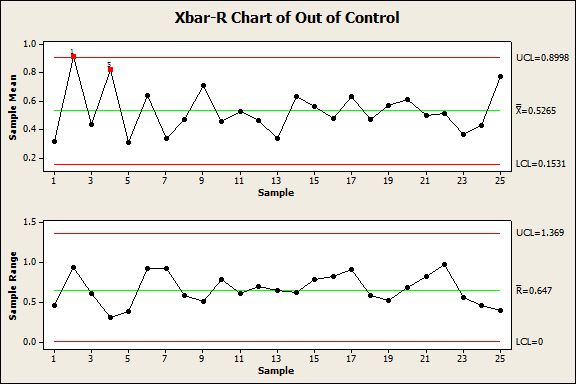 Xbar-R Chart of Out of Control
1.0
0.8
0.6
0.4
0.2
Sample Mean
1
5
UCL=0.8998
X̿=0.5265
LCL=0.1531
1 3 5 7 9 11 13 15 17 19 21 23 25
Sample
1.5
1.0
0.5
0.0
Sample Range
UCL=1.369
R̅=0.647
LCL=0
1 3 5 7 9 11 13 15 17 19 21 23 25
Sample